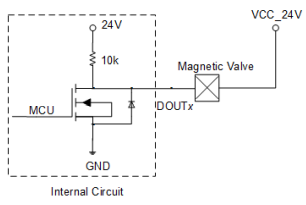 24V
VCC_24V
10k
Magnetic Valve
MCU
DOUTx
GND
Internal Circuit